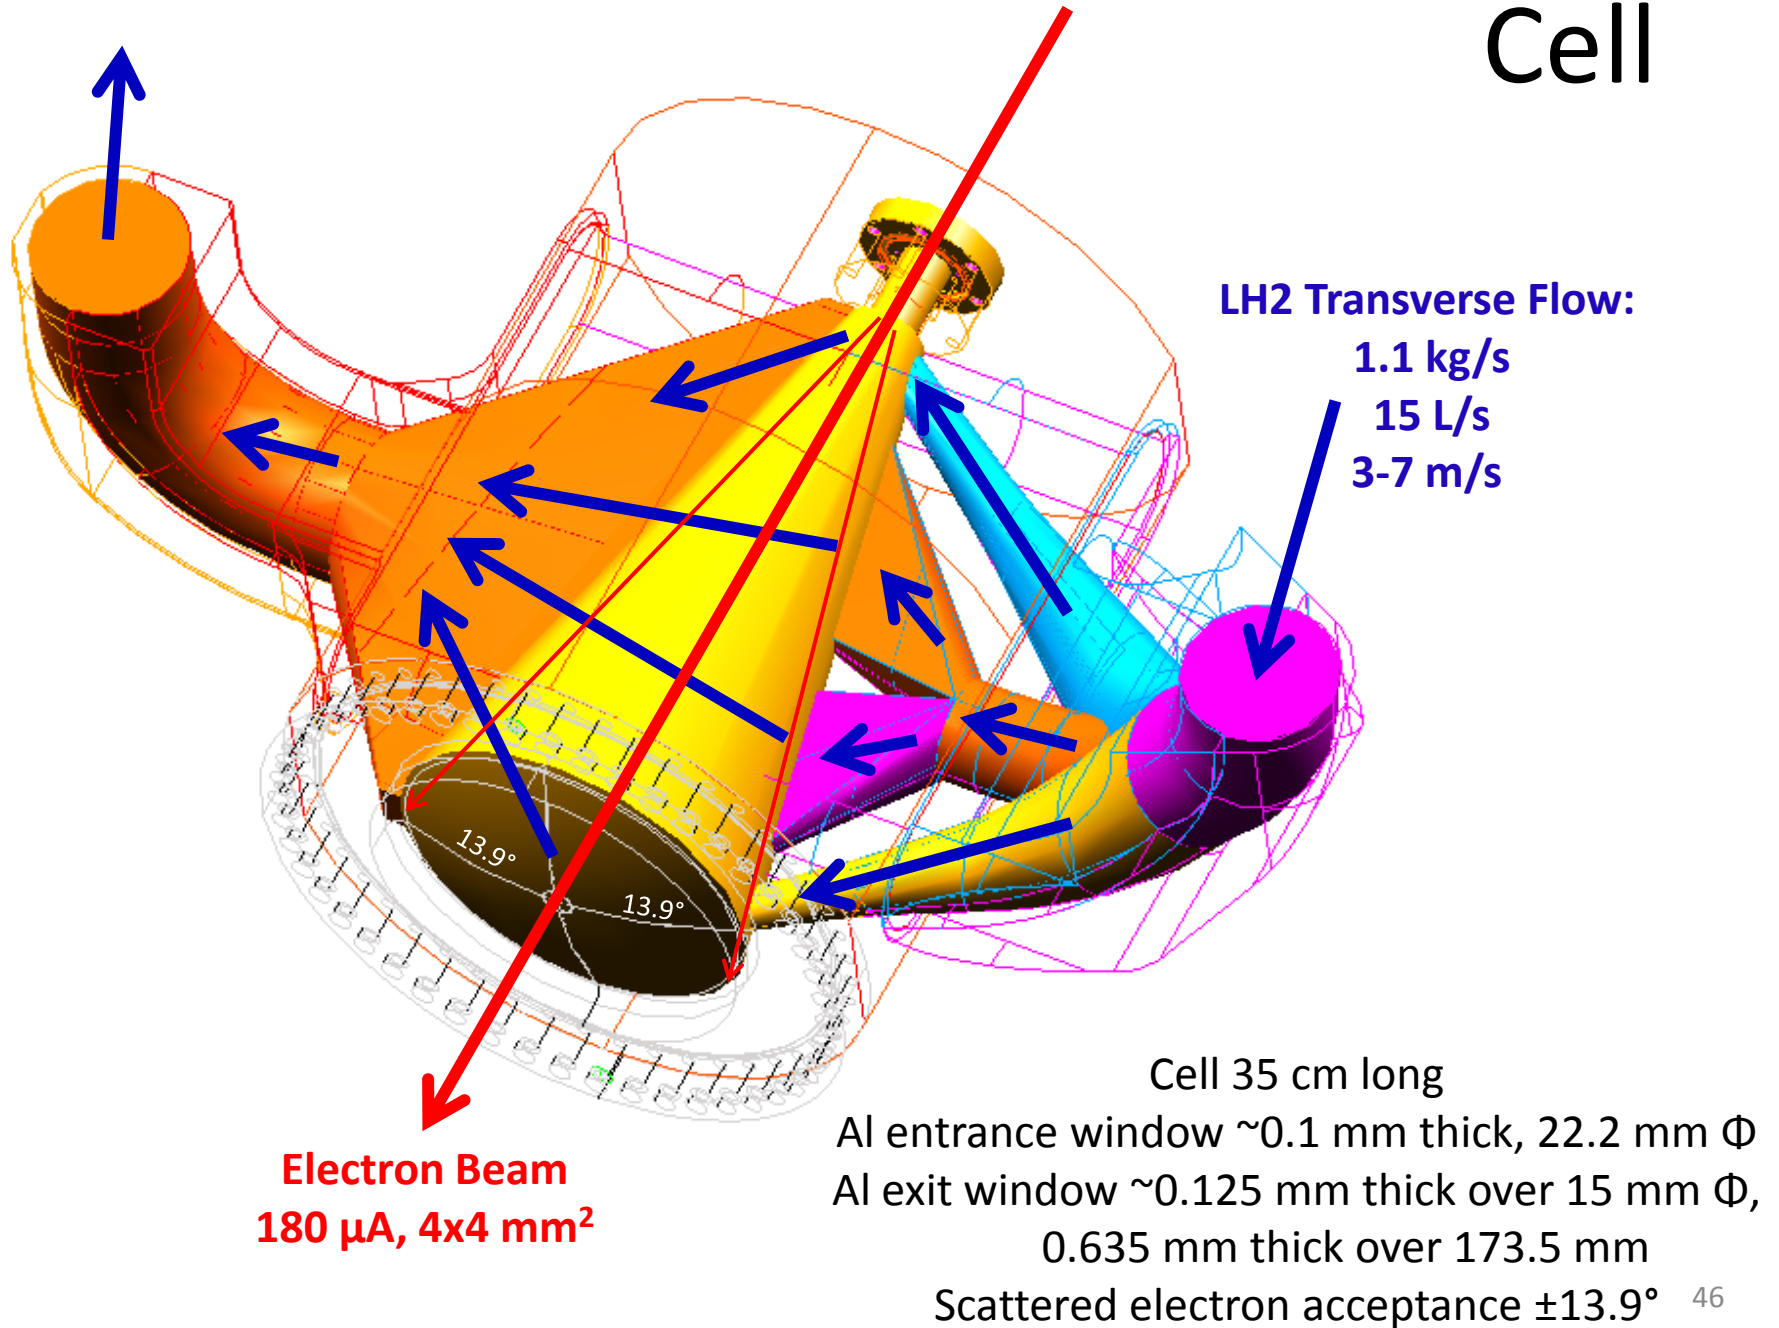 Cell
LH2 Transverse Flow:
1.1 kg/s
15 L/s
3-7 m/s
13.9°
13.9°
Electron Beam
180 µA, 4x4 mm²
Cell 35 cm long
Al entrance window ~0.1 mm thick, 22.2 mm Φ
Al exit window ~0.125 mm thick over 15 mm Φ,
0.635 mm thick over 173.5 mm
Scattered electron acceptance ±13.9°
46